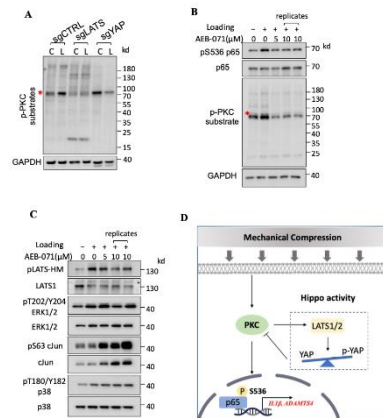 A
sgCTRL sgLATS sgYAP
C L C L C L
kd
180
130
100
70
55
40
35
25
15
p-PKC
substrates
GAPDH
40
B
replicates
Loading - + + + +
AEB-071(μM) 0 0 5 10 10
kd
pS536 p65
70
p65
70
180
130
100
70
55
40
35
25
15
p-PKC
substrate
GAPDH
40
C
replicates
Loading - + + + +
AEB-071(μM) 0 0 5 10 10
kd
pLATS-HM
130
LATS1
130
pT202/Y204
ERK1/2
40
ERK1/2
40
pS63 cJun
40
cJun
40
pT180/Y182
p38
40
p38
40
D
Mechanical Compression
Hippo activity
PKC
LATS1/2
YAP
p-YAP
P S536
p65
IL1β, ADAMTS4